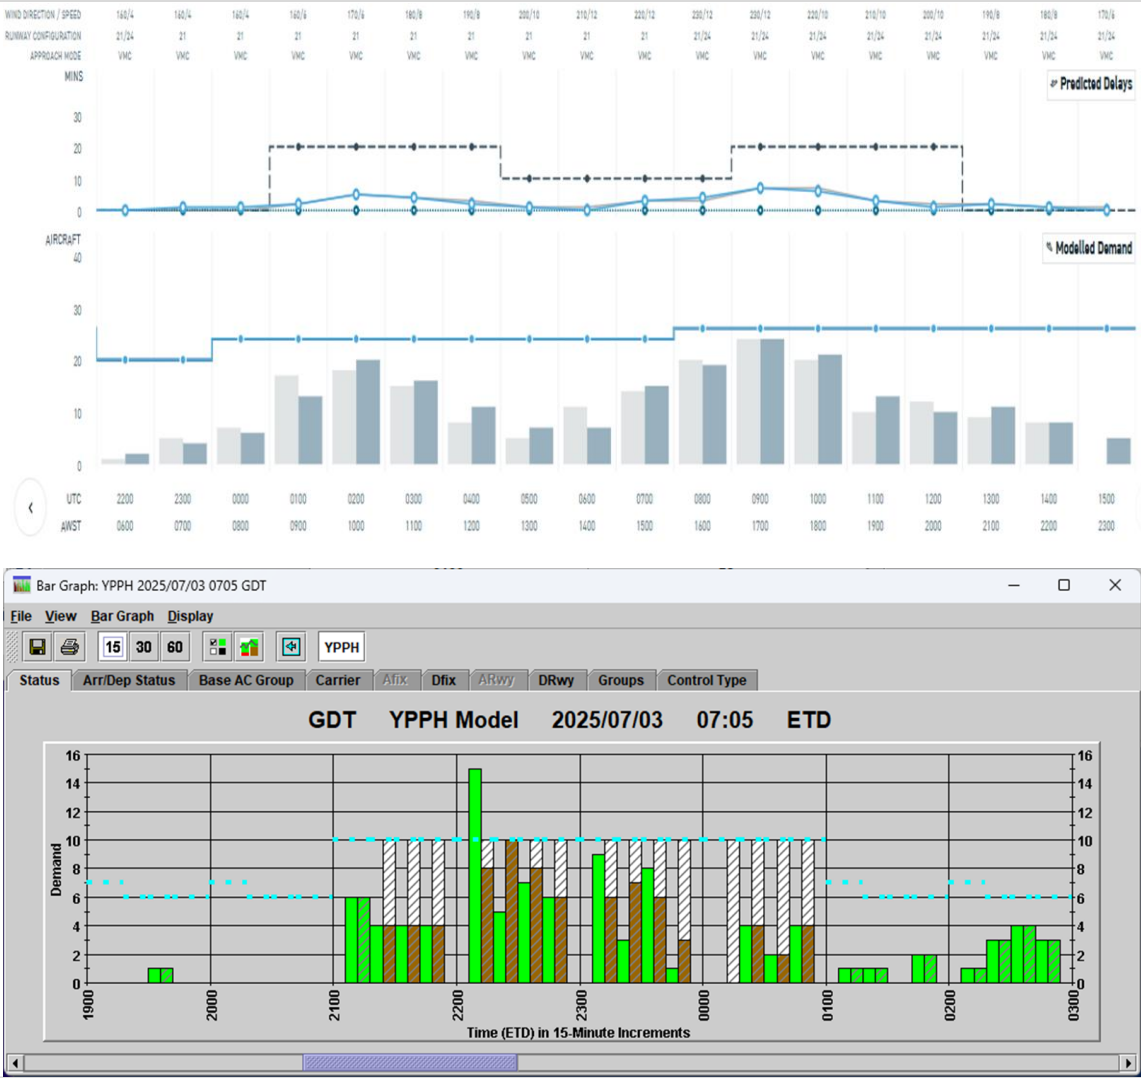 WIND DIRECTION / SPEED 160/4 160/4 160/4 160/6 170/6 180/8 190/8 200/10 210/12 220/12 230/12 230/12 220/10 210/10 200/10 190/8 180/8 170/6
RUNWAY CONFIGURATION 21/24 21 21 21 21 21 21 21 21 21/24 21/24 21/24 21/24 21/24 21/24 21/24 21/24 21/24
APPROACH MODE VMC VMC VMC VMC VMC VMC VMC VMC VMC VMC VMC VMC VMC VMC VMC VMC VMC VMC
MINS
Predicted Delays
30
20
10
0
AIRCRAFT
Modelled Demand
40
30
20
10
0
UTC 2200 2300 0000 0100 0200 0300 0400 0500 0600 0700 0800 0900 1000 1100 1200 1300 1400 1500
AWST 0600 0700 0800 0900 1000 1100 1200 1300 1400 1500 1600 1700 1800 1900 2000 2100 2200 2300
Bar Graph: YPPH 2025/07/03 0705 GDT
File View Bar Graph Display
15 30 60 YPPH
Status Arr/Dep Status Base AC Group Carrier Afix Dfix ARwy DRwy Groups Control Type
GDT YPPH Model 2025/07/03 07:05 ETD
16 16
14 14
12 12
10 10
Demand
8 8
6 6
4 4
2 2
0 0
1900 2000 2100 2200 2300 0000 0100 0200 0300
Time (ETD) in 15-Minute Increments